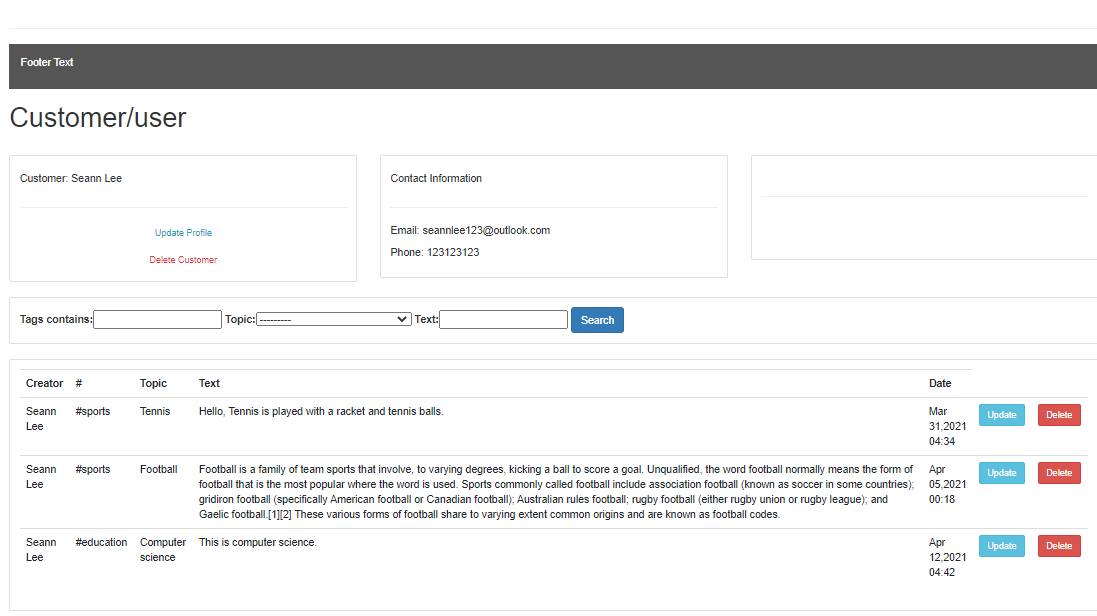 Footer Text
Customer/user
Customer: Seann Lee
Update Profile
Delete Customer
Contact Information
Email: seannlee123@outlook.com
Phone: 123123123
Tags contains: Topic: --------- Text: Search
Creator # Topic Text Date
Seann Lee #sports Tennis Hello, Tennis is played with a racket and tennis balls. Mar 31,2021 04:34 Update Delete
Seann Lee #sports Football Football is a family of team sports that involve, to varying degrees, kicking a ball to score a goal. Unqualified, the word football normally means the form of
football that is the most popular where the word is used. Sports commonly called football include association football (known as soccer in some countries);
gridiron football (specifically American football or Canadian football); Australian rules football; rugby football (either rugby union or rugby league); and
Gaelic football.[1][2] These various forms of football share to varying extent common origins and are known as football codes. Apr 05,2021 00:18 Update Delete
Seann Lee #education Computer science This is computer science. Apr 12,2021 04:42 Update Delete